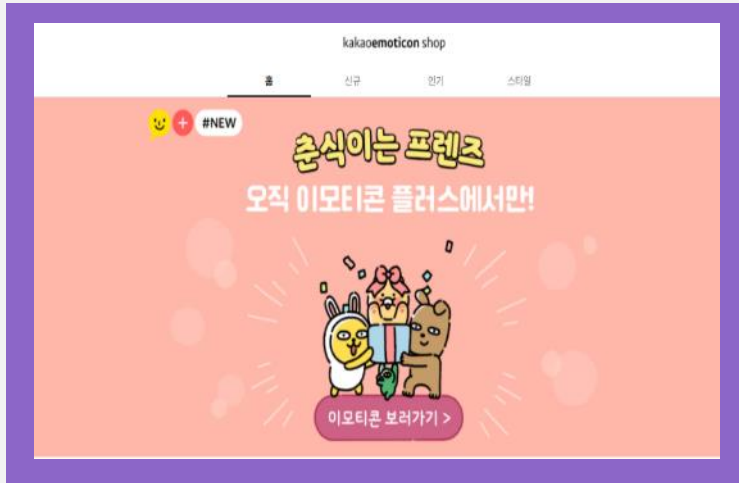 kakaoemoticon shop
홈 신규 인기 스타일
#NEW
춘식이는 프렌즈
오직 이모티콘 플러스에서만!
이모티콘 보러가기 >